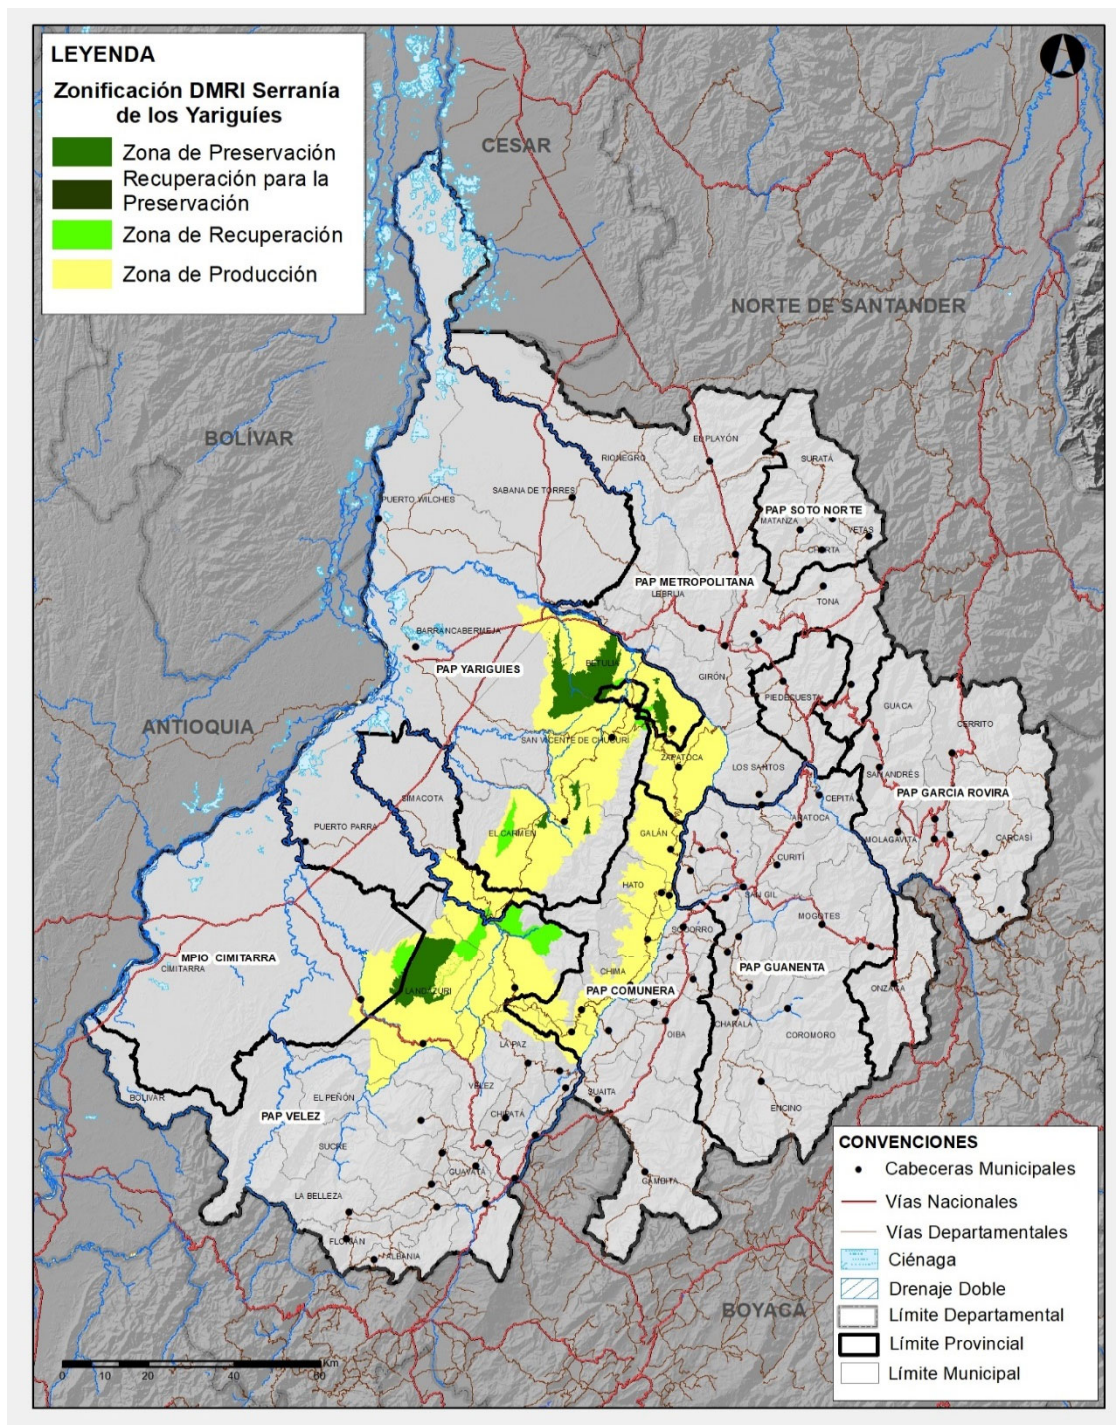 LEYENDA
Zonificación DMRI Serranía
de los Yariguíes
Zona de Preservación
Recuperación para la
Preservación
Zona de Recuperación
Zona de Producción
CESAR
NORTE DE SANTANDER
BOLÍVAR
EL PLAYÓN
RIONEGRO
SURATÁ
SABANA DE TORRES
PUERTO WILCHES
PAP SOTO NORTE
MATANZA
VETAS
CHARTA
PAP METROPOLITANA
LEBRIJA
TONA
BARRANCABERMEJA
PAP YARIGUIES
BETULIA
GIRÓN
PIEDECUESTA
GUACA
CERRITO
ANTIOQUIA
SAN VICENTE DE CHUCURÍ
ZAPATOCA
LOS SANTOS
SAN ANDRÉS
CEPITÁ
PAP GARCIA ROVIRA
SIMACOTA
PUERTO PARRA
EL CARMEN
GALÁN
ARATOCA
MOLAGAVITA
CARCASÍ
CURITÍ
HATO
SAN GIL
MOGOTES
SOCORRO
MPIO CIMITARRA
CIMITARRA
CHIMA
PAP GUANENTA
LANDÁZURI
PAP COMUNERA
ONZAGA
CHARALÁ
OIBA
COROMORO
LA PAZ
VÉLEZ
BOLIVAR
EL PEÑÓN
SUAITA
PAP VELEZ
CHIPATÁ
ENCINO
SUCRE
GUAVATÁ
GAMBITA
LA BELLEZA
FLORIÁN
ALBANIA
BOYACÁ
CONVENCIONES
Cabeceras Municipales
Vías Nacionales
Vías Departamentales
Ciénaga
Drenaje Doble
Límite Departamental
Límite Provincial
Límite Municipal
Km
0 10 20 40 60 80